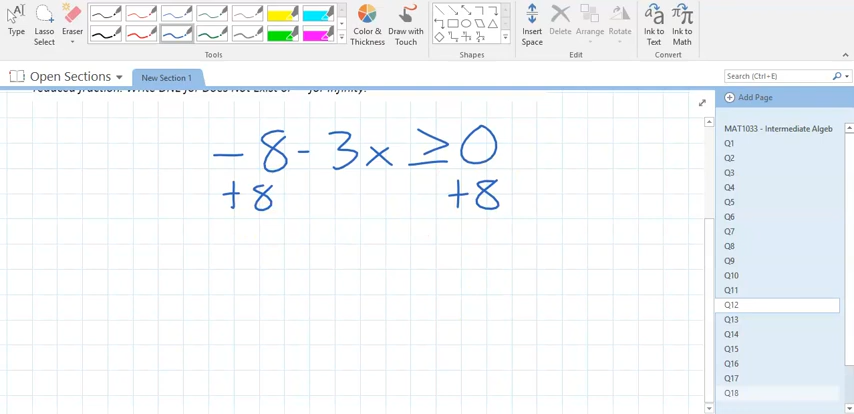 Type
Lasso Select
Eraser
Color & Thickness
Draw with Touch
Insert Space
Delete
Arrange
Rotate
Ink to Text
Ink to Math
Tools
Shapes
Edit
Convert
Open Sections
New Section 1
Search (Ctrl+E)
for Infinity.
-8-3x≥0
+8 +8
Add Page
MAT1033 - Intermediate Algeb
Q1
Q2
Q3
Q4
Q5
Q6
Q7
Q8
Q9
Q10
Q11
Q12
Q13
Q14
Q15
Q16
Q17
Q18